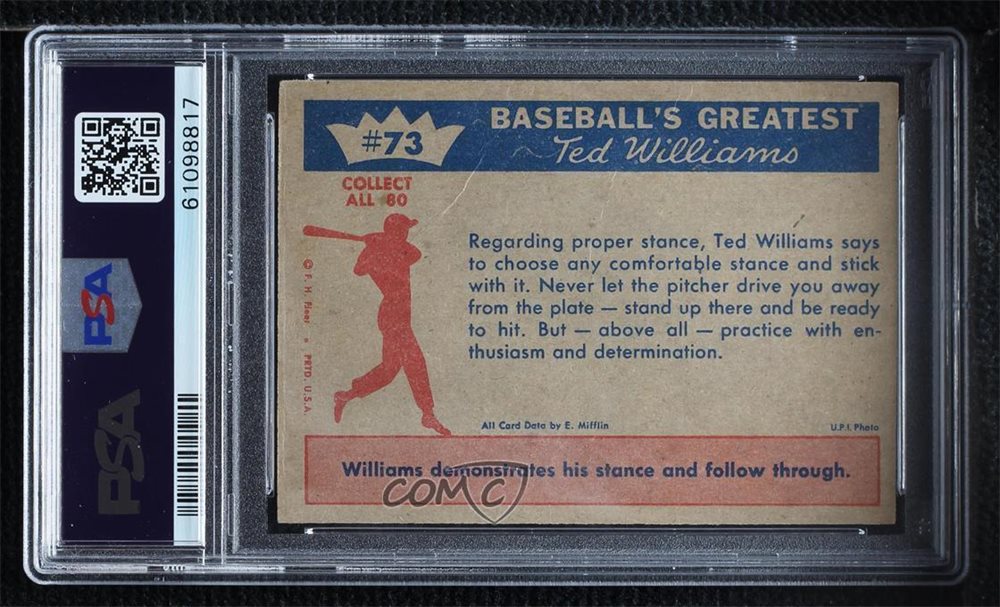 61098817
PSA
PSA
#73
BASEBALL'S GREATEST
Ted Williams
COLLECT
ALL 80
© F. H. Fleer • PRTD. U.S.A.
Regarding proper stance, Ted Williams says
to choose any comfortable stance and stick
with it. Never let the pitcher drive you away
from the plate — stand up there and be ready
to hit. But — above all — practice with en-
thusiasm and determination.
All Card Data by E. Mifflin
U.P.I. Photo
Williams demonstrates his stance and follow through.
COMC